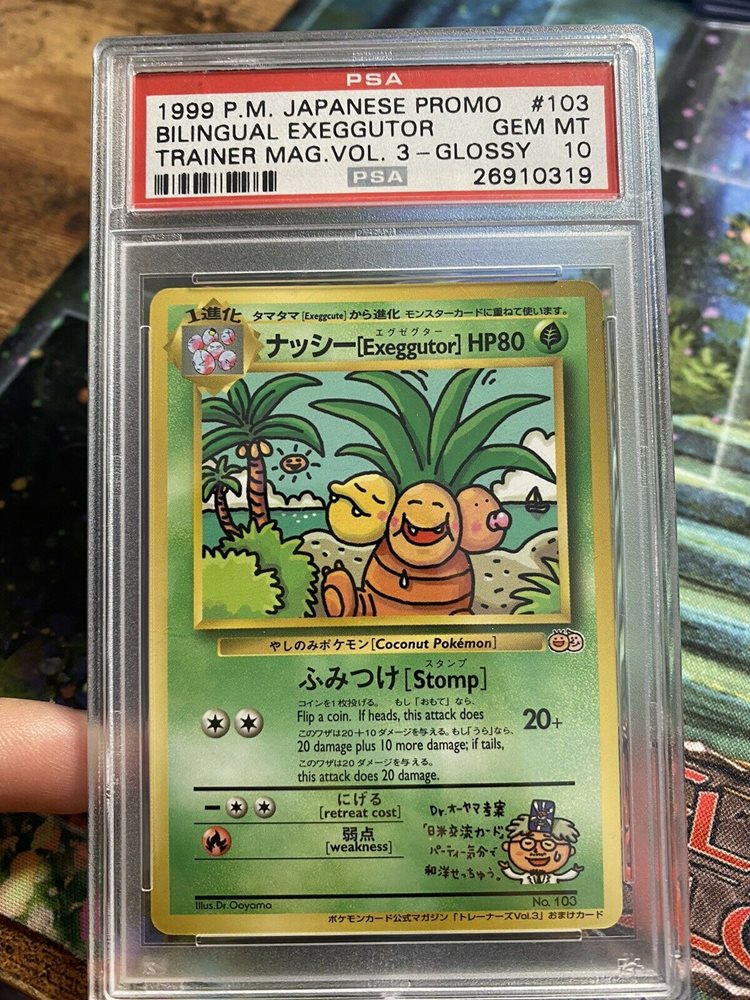 PSA
1999 P.M. JAPANESE PROMO #103
BILINGUAL EXEGGUTOR GEM MT
TRAINER MAG.VOL. 3 - GLOSSY 10
PSA 26910319
1進化
タマタマ[Exeggcute]から進化 モンスターカードに重ねて使います。
エグゼグター
ナッシー[Exeggutor] HP80
やしのみポケモン[Coconut Pokémon]
スタンプ
ふみつけ[Stomp]
コインを1枚投げる。 もし「おもて」なら、
Flip a coin. If heads, this attack does 20+
このワザは20+10ダメージを与える。もし「うら」なら、
20 damage plus 10 more damage; if tails,
このワザは20ダメージを与える。
this attack does 20 damage.
にげる
[retreat cost]
弱点
[weakness]
Dr.オーヤマ考案
「日米交流カード」
パーティー気分で
和洋せっちゅう。
Illus.Dr.Ooyama No. 103
ポケモンカード公式マガジン「トレーナーズVol.3」おまけカード